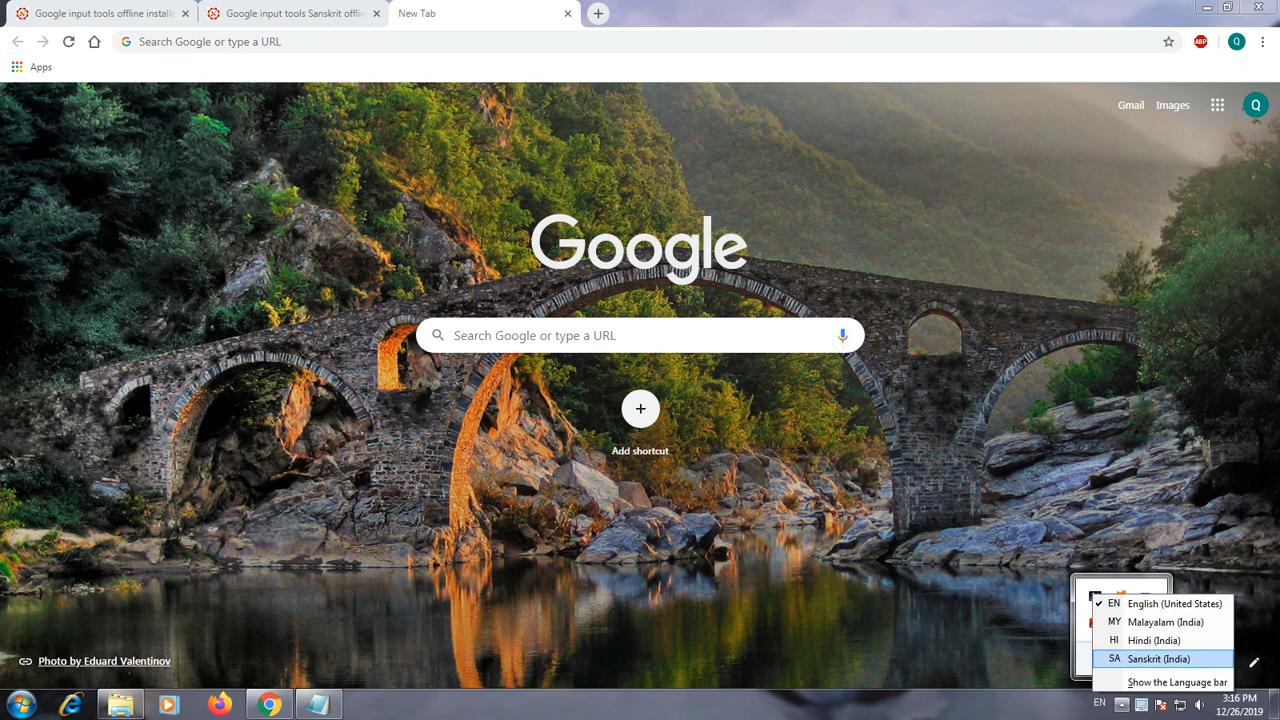 Google input tools offline installe
Google input tools Sanskrit offlin
New Tab
Search Google or type a URL
ABP
Q
Apps
Gmail
Images
Q
Google
Search Google or type a URL
Add shortcut
Photo by Eduard Valentinov
EN English (United States)
MY Malayalam (India)
HI Hindi (India)
SA Sanskrit (India)
Show the Language bar
EN
3:16 PM
12/26/2019